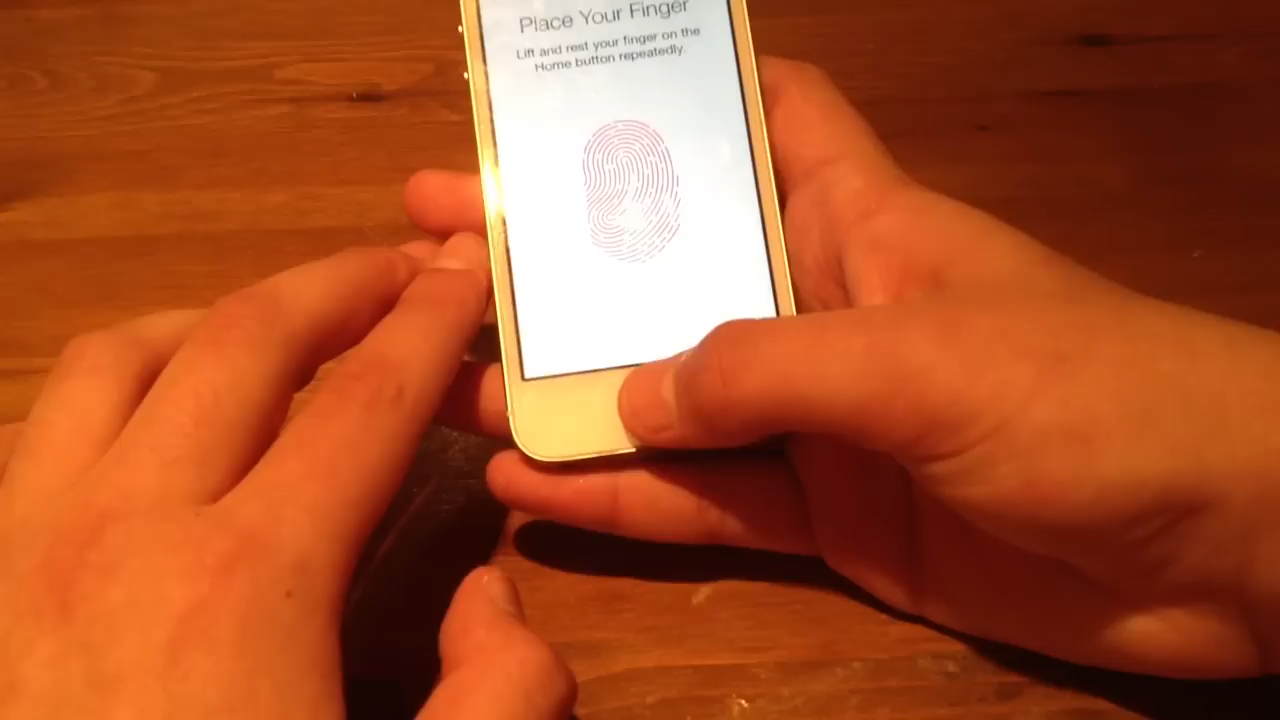 Place Your Finger
Lift and rest your finger on the
Home button repeatedly.